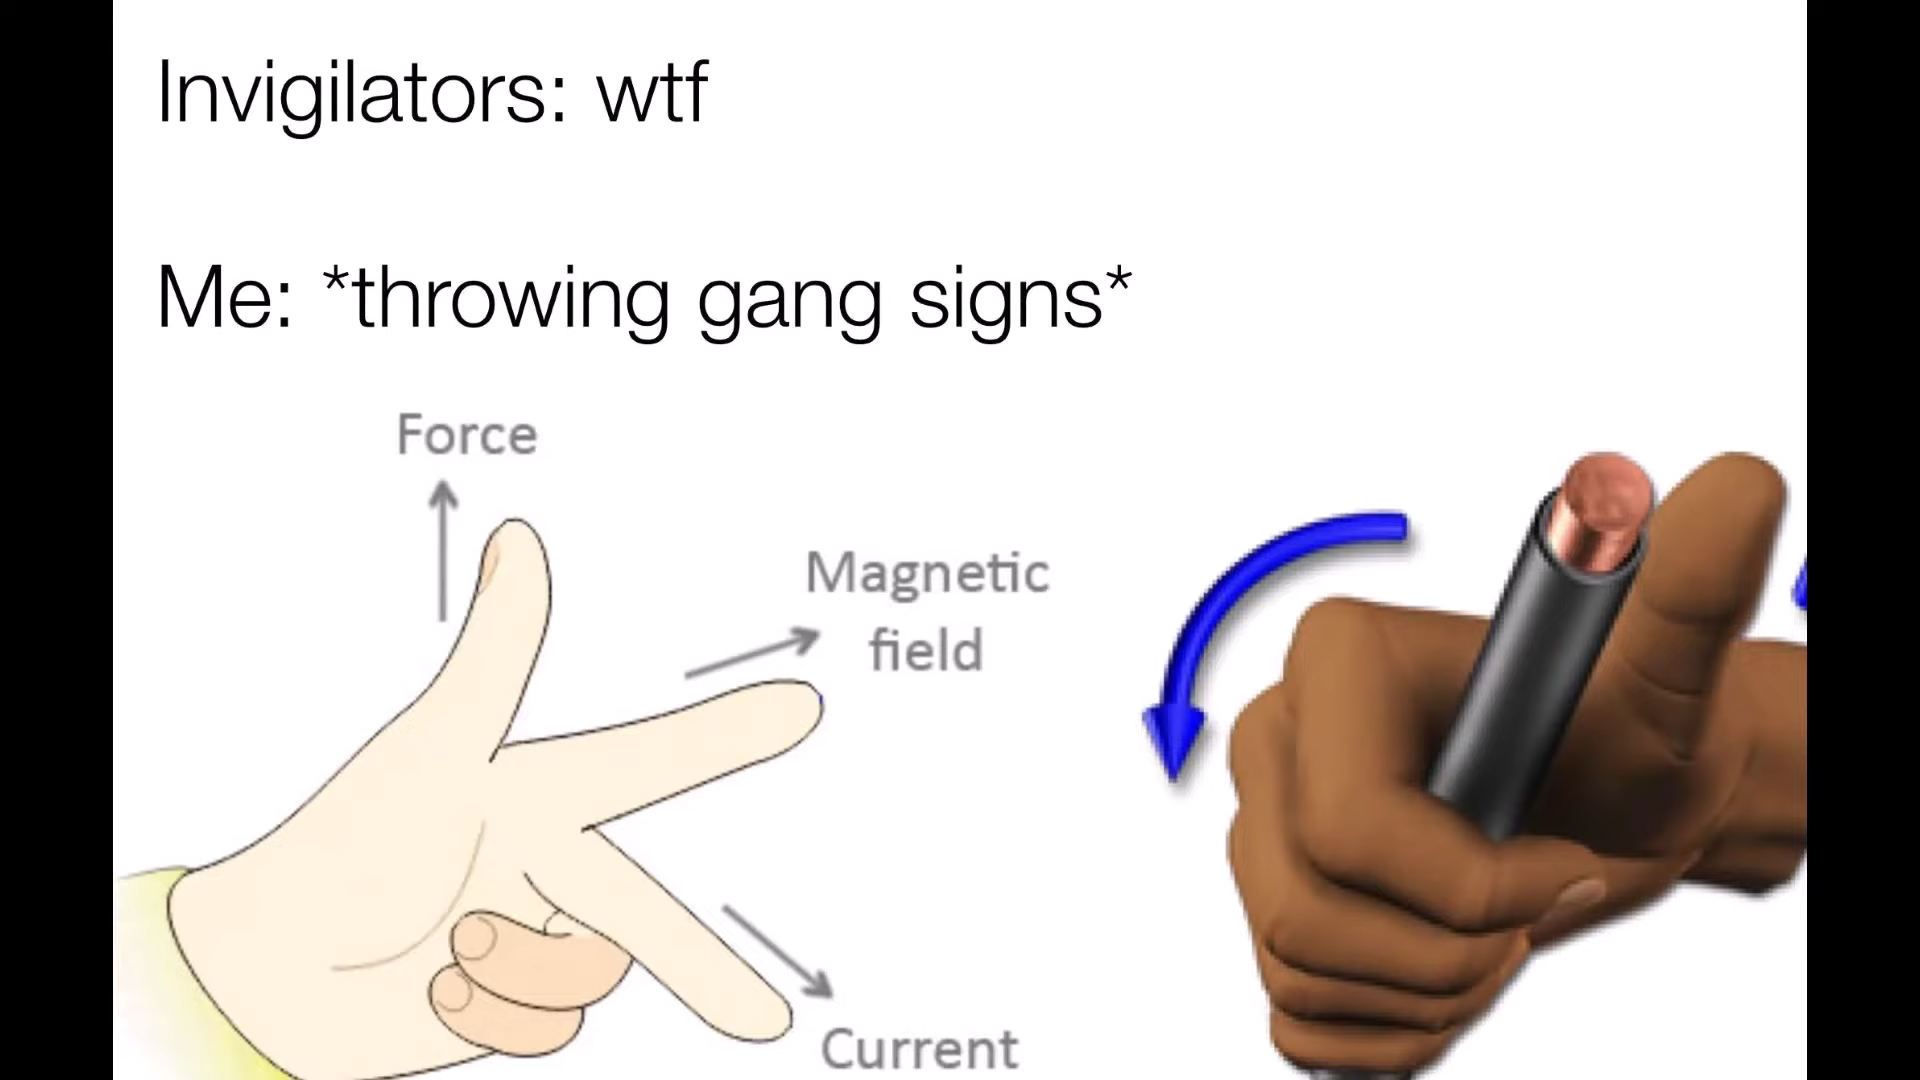 Invigilators: wtf
Me: *throwing gang signs*
Force
Magnetic
field
Current